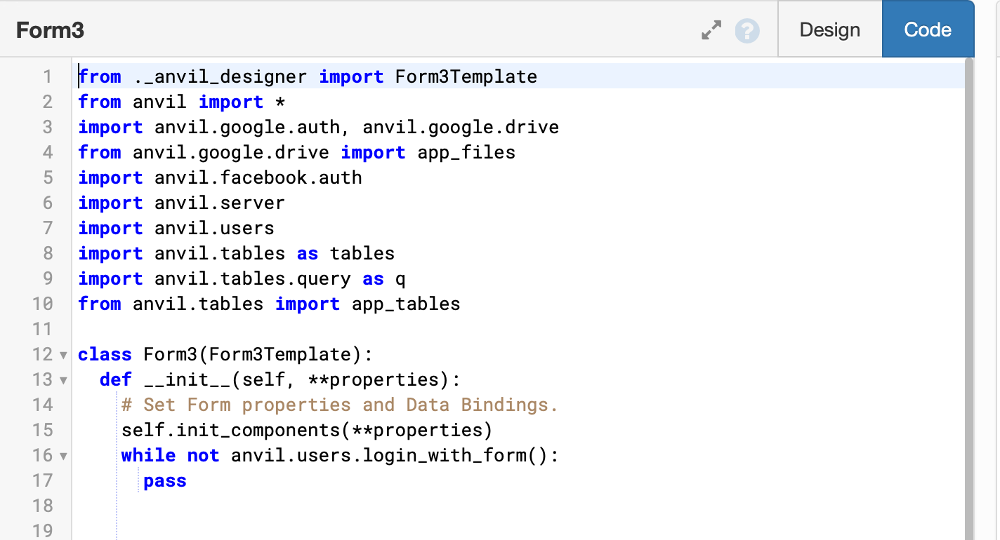 Form3
?
Design
Code
1 from ._anvil_designer import Form3Template
2 from anvil import *
3 import anvil.google.auth, anvil.google.drive
4 from anvil.google.drive import app_files
5 import anvil.facebook.auth
6 import anvil.server
7 import anvil.users
8 import anvil.tables as tables
9 import anvil.tables.query as q
10 from anvil.tables import app_tables
11
12 class Form3(Form3Template):
13   def __init__(self, **properties):
14     # Set Form properties and Data Bindings.
15     self.init_components(**properties)
16     while not anvil.users.login_with_form():
17       pass
18
19